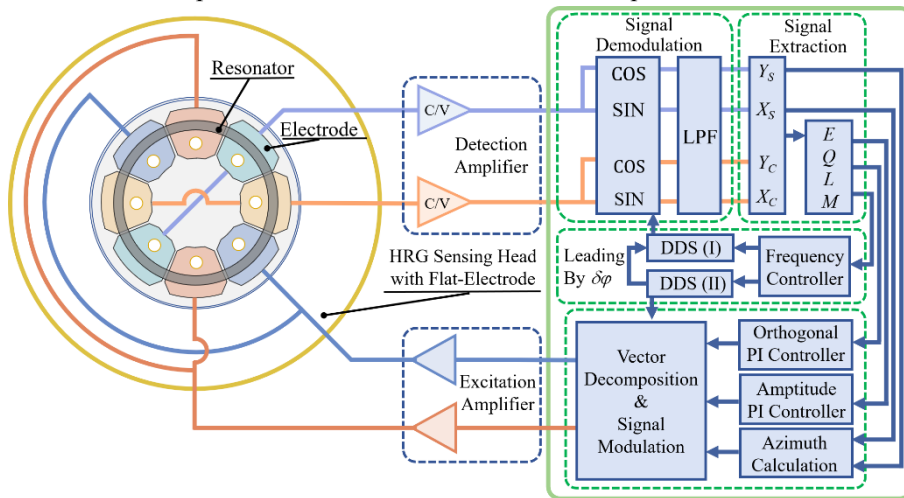 Resonator
Electrode
HRG Sensing Head
with Flat-Electrode
C/V
Detection
Amplifier
C/V
Excitation
Amplifier
Signal
Demodulation
COS
SIN
COS
SIN
LPF
Signal
Extraction
Y_S
X_S
Y_C
X_C
E
Q
L
M
Leading
By δφ
DDS (I)
DDS (II)
Frequency
Controller
Vector
Decomposition
&
Signal
Modulation
Orthogonal
PI Controller
Amptitude
PI Controller
Azimuth
Calculation